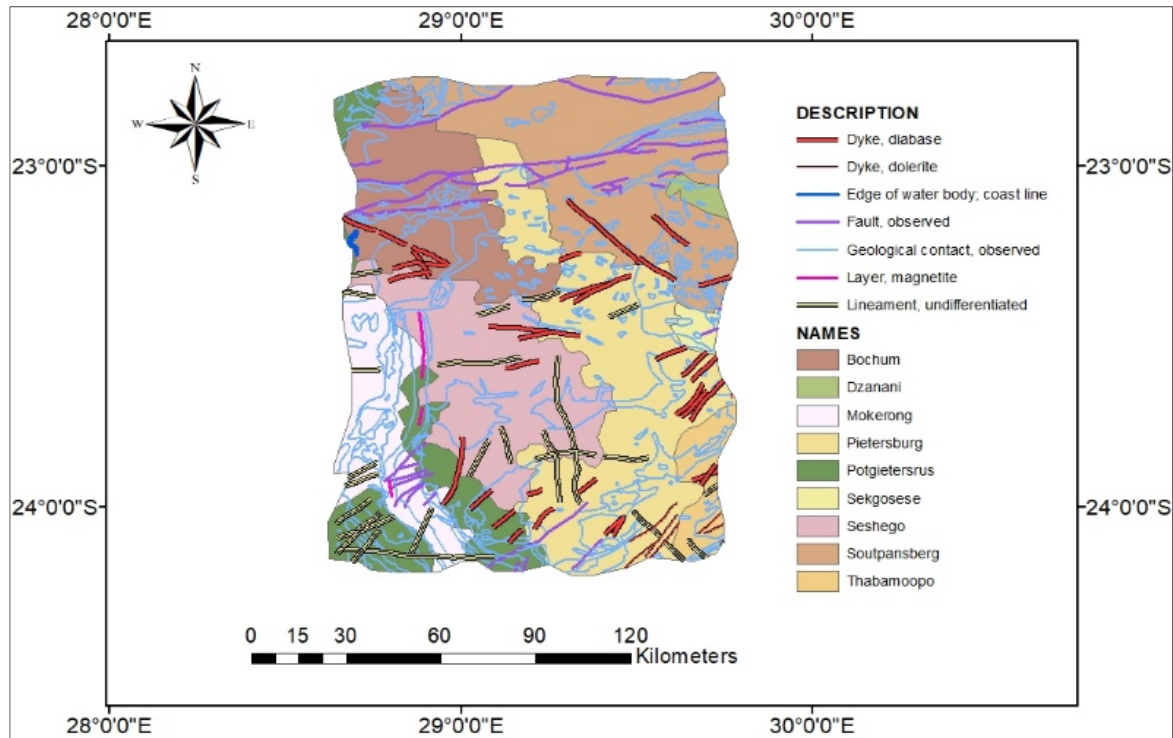 28°0'0"E 29°0'0"E 30°0'0"E
N
W E
S
23°0'0"S 23°0'0"S
24°0'0"S 24°0'0"S
DESCRIPTION
Dyke, diabase
Dyke, dolerite
Edge of water body; coast line
Fault, observed
Geological contact, observed
Layer, magnetite
Lineament, undifferentiated
NAMES
Bochum
Dzanani
Mokerong
Pietersburg
Potgietersrus
Sekgosese
Seshego
Soutpansberg
Thabamoopo
0 15 30 60 90 120
Kilometers
28°0'0"E 29°0'0"E 30°0'0"E